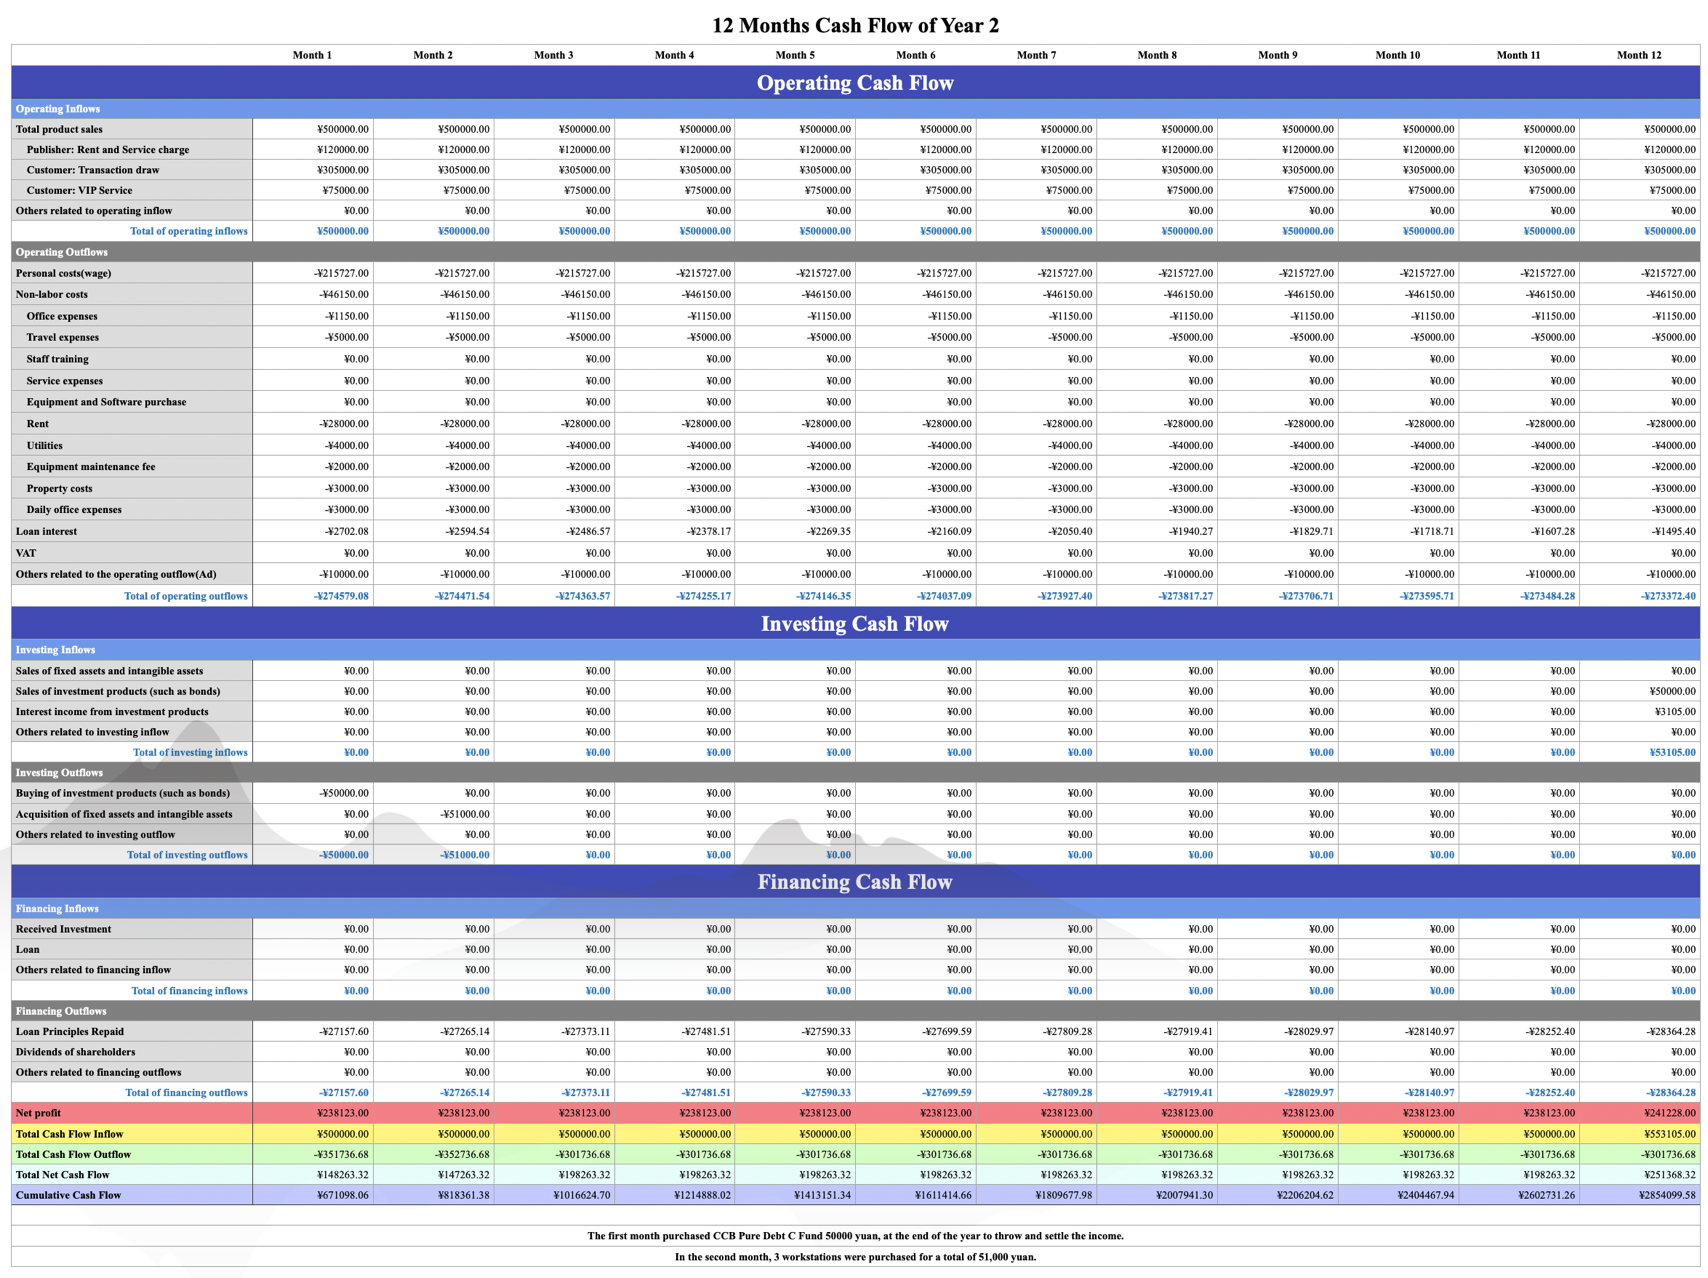 12 Months Cash Flow of Year 2
Month 1 Month 2 Month 3 Month 4 Month 5 Month 6 Month 7 Month 8 Month 9 Month 10 Month 11 Month 12
Operating Cash Flow
Operating Inflows
Total product sales ¥500000.00 ¥500000.00 ¥500000.00 ¥500000.00 ¥500000.00 ¥500000.00 ¥500000.00 ¥500000.00 ¥500000.00 ¥500000.00 ¥500000.00 ¥500000.00
Publisher: Rent and Service charge ¥120000.00 ¥120000.00 ¥120000.00 ¥120000.00 ¥120000.00 ¥120000.00 ¥120000.00 ¥120000.00 ¥120000.00 ¥120000.00 ¥120000.00 ¥120000.00
Customer: Transaction draw ¥305000.00 ¥305000.00 ¥305000.00 ¥305000.00 ¥305000.00 ¥305000.00 ¥305000.00 ¥305000.00 ¥305000.00 ¥305000.00 ¥305000.00 ¥305000.00
Customer: VIP Service ¥75000.00 ¥75000.00 ¥75000.00 ¥75000.00 ¥75000.00 ¥75000.00 ¥75000.00 ¥75000.00 ¥75000.00 ¥75000.00 ¥75000.00 ¥75000.00
Others related to operating inflow ¥0.00 ¥0.00 ¥0.00 ¥0.00 ¥0.00 ¥0.00 ¥0.00 ¥0.00 ¥0.00 ¥0.00 ¥0.00 ¥0.00
Total of operating inflows ¥500000.00 ¥500000.00 ¥500000.00 ¥500000.00 ¥500000.00 ¥500000.00 ¥500000.00 ¥500000.00 ¥500000.00 ¥500000.00 ¥500000.00 ¥500000.00
Operating Outflows
Personal costs(wage) -¥215727.00 -¥215727.00 -¥215727.00 -¥215727.00 -¥215727.00 -¥215727.00 -¥215727.00 -¥215727.00 -¥215727.00 -¥215727.00 -¥215727.00 -¥215727.00
Non-labor costs -¥46150.00 -¥46150.00 -¥46150.00 -¥46150.00 -¥46150.00 -¥46150.00 -¥46150.00 -¥46150.00 -¥46150.00 -¥46150.00 -¥46150.00 -¥46150.00
Office expenses -¥1150.00 -¥1150.00 -¥1150.00 -¥1150.00 -¥1150.00 -¥1150.00 -¥1150.00 -¥1150.00 -¥1150.00 -¥1150.00 -¥1150.00 -¥1150.00
Travel expenses -¥5000.00 -¥5000.00 -¥5000.00 -¥5000.00 -¥5000.00 -¥5000.00 -¥5000.00 -¥5000.00 -¥5000.00 -¥5000.00 -¥5000.00 -¥5000.00
Staff training ¥0.00 ¥0.00 ¥0.00 ¥0.00 ¥0.00 ¥0.00 ¥0.00 ¥0.00 ¥0.00 ¥0.00 ¥0.00 ¥0.00
Service expenses ¥0.00 ¥0.00 ¥0.00 ¥0.00 ¥0.00 ¥0.00 ¥0.00 ¥0.00 ¥0.00 ¥0.00 ¥0.00 ¥0.00
Equipment and Software purchase ¥0.00 ¥0.00 ¥0.00 ¥0.00 ¥0.00 ¥0.00 ¥0.00 ¥0.00 ¥0.00 ¥0.00 ¥0.00 ¥0.00
Rent -¥28000.00 -¥28000.00 -¥28000.00 -¥28000.00 -¥28000.00 -¥28000.00 -¥28000.00 -¥28000.00 -¥28000.00 -¥28000.00 -¥28000.00 -¥28000.00
Utilities -¥4000.00 -¥4000.00 -¥4000.00 -¥4000.00 -¥4000.00 -¥4000.00 -¥4000.00 -¥4000.00 -¥4000.00 -¥4000.00 -¥4000.00 -¥4000.00
Equipment maintenance fee -¥2000.00 -¥2000.00 -¥2000.00 -¥2000.00 -¥2000.00 -¥2000.00 -¥2000.00 -¥2000.00 -¥2000.00 -¥2000.00 -¥2000.00 -¥2000.00
Property costs -¥3000.00 -¥3000.00 -¥3000.00 -¥3000.00 -¥3000.00 -¥3000.00 -¥3000.00 -¥3000.00 -¥3000.00 -¥3000.00 -¥3000.00 -¥3000.00
Daily office expenses -¥3000.00 -¥3000.00 -¥3000.00 -¥3000.00 -¥3000.00 -¥3000.00 -¥3000.00 -¥3000.00 -¥3000.00 -¥3000.00 -¥3000.00 -¥3000.00
Loan interest -¥2702.08 -¥2594.54 -¥2486.57 -¥2378.17 -¥2269.35 -¥2160.09 -¥2050.40 -¥1940.27 -¥1829.71 -¥1718.71 -¥1607.28 -¥1495.40
VAT ¥0.00 ¥0.00 ¥0.00 ¥0.00 ¥0.00 ¥0.00 ¥0.00 ¥0.00 ¥0.00 ¥0.00 ¥0.00 ¥0.00
Others related to the operating outflow(Ad) -¥10000.00 -¥10000.00 -¥10000.00 -¥10000.00 -¥10000.00 -¥10000.00 -¥10000.00 -¥10000.00 -¥10000.00 -¥10000.00 -¥10000.00 -¥10000.00
Total of operating outflows -¥274579.08 -¥274471.54 -¥274363.57 -¥274255.17 -¥274146.35 -¥274037.09 -¥273927.40 -¥273817.27 -¥273706.71 -¥273595.71 -¥273484.28 -¥273372.40
Investing Cash Flow
Investing Inflows
Sales of fixed assets and intangible assets ¥0.00 ¥0.00 ¥0.00 ¥0.00 ¥0.00 ¥0.00 ¥0.00 ¥0.00 ¥0.00 ¥0.00 ¥0.00 ¥0.00
Sales of investment products (such as bonds) ¥0.00 ¥0.00 ¥0.00 ¥0.00 ¥0.00 ¥0.00 ¥0.00 ¥0.00 ¥0.00 ¥0.00 ¥0.00 ¥50000.00
Interest income from investment products ¥0.00 ¥0.00 ¥0.00 ¥0.00 ¥0.00 ¥0.00 ¥0.00 ¥0.00 ¥0.00 ¥0.00 ¥0.00 ¥3105.00
Others related to investing inflow ¥0.00 ¥0.00 ¥0.00 ¥0.00 ¥0.00 ¥0.00 ¥0.00 ¥0.00 ¥0.00 ¥0.00 ¥0.00 ¥0.00
Total of investing inflows ¥0.00 ¥0.00 ¥0.00 ¥0.00 ¥0.00 ¥0.00 ¥0.00 ¥0.00 ¥0.00 ¥0.00 ¥0.00 ¥53105.00
Investing Outflows
Buying of investment products (such as bonds) -¥50000.00 ¥0.00 ¥0.00 ¥0.00 ¥0.00 ¥0.00 ¥0.00 ¥0.00 ¥0.00 ¥0.00 ¥0.00 ¥0.00
Acquisition of fixed assets and intangible assets ¥0.00 -¥51000.00 ¥0.00 ¥0.00 ¥0.00 ¥0.00 ¥0.00 ¥0.00 ¥0.00 ¥0.00 ¥0.00 ¥0.00
Others related to investing outflow ¥0.00 ¥0.00 ¥0.00 ¥0.00 ¥0.00 ¥0.00 ¥0.00 ¥0.00 ¥0.00 ¥0.00 ¥0.00 ¥0.00
Total of investing outflows -¥50000.00 -¥51000.00 ¥0.00 ¥0.00 ¥0.00 ¥0.00 ¥0.00 ¥0.00 ¥0.00 ¥0.00 ¥0.00 ¥0.00
Financing Cash Flow
Financing Inflows
Received Investment ¥0.00 ¥0.00 ¥0.00 ¥0.00 ¥0.00 ¥0.00 ¥0.00 ¥0.00 ¥0.00 ¥0.00 ¥0.00 ¥0.00
Loan ¥0.00 ¥0.00 ¥0.00 ¥0.00 ¥0.00 ¥0.00 ¥0.00 ¥0.00 ¥0.00 ¥0.00 ¥0.00 ¥0.00
Others related to financing inflow ¥0.00 ¥0.00 ¥0.00 ¥0.00 ¥0.00 ¥0.00 ¥0.00 ¥0.00 ¥0.00 ¥0.00 ¥0.00 ¥0.00
Total of financing inflows ¥0.00 ¥0.00 ¥0.00 ¥0.00 ¥0.00 ¥0.00 ¥0.00 ¥0.00 ¥0.00 ¥0.00 ¥0.00 ¥0.00
Financing Outflows
Loan Principles Repaid -¥27157.60 -¥27265.14 -¥27373.11 -¥27481.51 -¥27590.33 -¥27699.59 -¥27809.28 -¥27919.41 -¥28029.97 -¥28140.97 -¥28252.40 -¥28364.28
Dividends of shareholders ¥0.00 ¥0.00 ¥0.00 ¥0.00 ¥0.00 ¥0.00 ¥0.00 ¥0.00 ¥0.00 ¥0.00 ¥0.00 ¥0.00
Others related to financing outflows ¥0.00 ¥0.00 ¥0.00 ¥0.00 ¥0.00 ¥0.00 ¥0.00 ¥0.00 ¥0.00 ¥0.00 ¥0.00 ¥0.00
Total of financing outflows -¥27157.60 -¥27265.14 -¥27373.11 -¥27481.51 -¥27590.33 -¥27699.59 -¥27809.28 -¥27919.41 -¥28029.97 -¥28140.97 -¥28252.40 -¥28364.28
Net profit ¥238123.00 ¥238123.00 ¥238123.00 ¥238123.00 ¥238123.00 ¥238123.00 ¥238123.00 ¥238123.00 ¥238123.00 ¥238123.00 ¥238123.00 ¥241228.00
Total Cash Flow Inflow ¥500000.00 ¥500000.00 ¥500000.00 ¥500000.00 ¥500000.00 ¥500000.00 ¥500000.00 ¥500000.00 ¥500000.00 ¥500000.00 ¥500000.00 ¥553105.00
Total Cash Flow Outflow -¥351736.68 -¥352736.68 -¥301736.68 -¥301736.68 -¥301736.68 -¥301736.68 -¥301736.68 -¥301736.68 -¥301736.68 -¥301736.68 -¥301736.68 -¥301736.68
Total Net Cash Flow ¥148263.32 ¥147263.32 ¥198263.32 ¥198263.32 ¥198263.32 ¥198263.32 ¥198263.32 ¥198263.32 ¥198263.32 ¥198263.32 ¥198263.32 ¥251368.32
Cumulative Cash Flow ¥671098.06 ¥818361.38 ¥1016624.70 ¥1214888.02 ¥1413151.34 ¥1611414.66 ¥1809677.98 ¥2007941.30 ¥2206204.62 ¥2404467.94 ¥2602731.26 ¥2854099.58
The first month purchased CCB Pure Debt C Fund 50000 yuan, at the end of the year to throw and settle the income.
In the second month, 3 workstations were purchased for a total of 51,000 yuan.